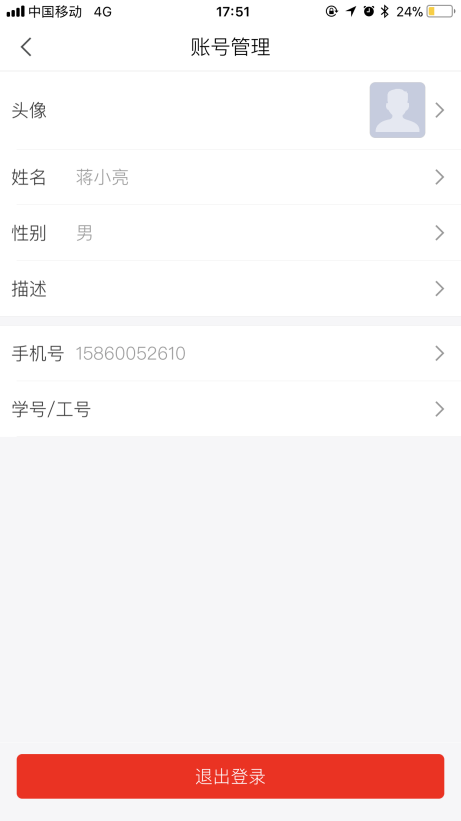 中国移动 4G 17:51 24%
账号管理
头像
姓名 蒋小亮
性别 男
描述
手机号 15860052610
学号/工号
退出登录